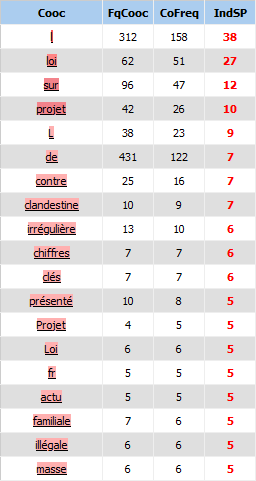 Cooc FqCooc CoFreq IndSP
l 312 158 38
loi 62 51 27
sur 96 44 12
projet 42 26 10
L 38 23 9
de 431 122 7
contre 25 16 7
clandestine 10 9 7
irrégulière 13 10 6
chiffres 7 7 6
clés 7 7 6
présenté 10 8 5
Projet 4 5 5
Loi 6 6 5
fr 5 5 5
actu 5 5 5
familiale 7 6 5
illégale 6 6 5
masse 6 6 5